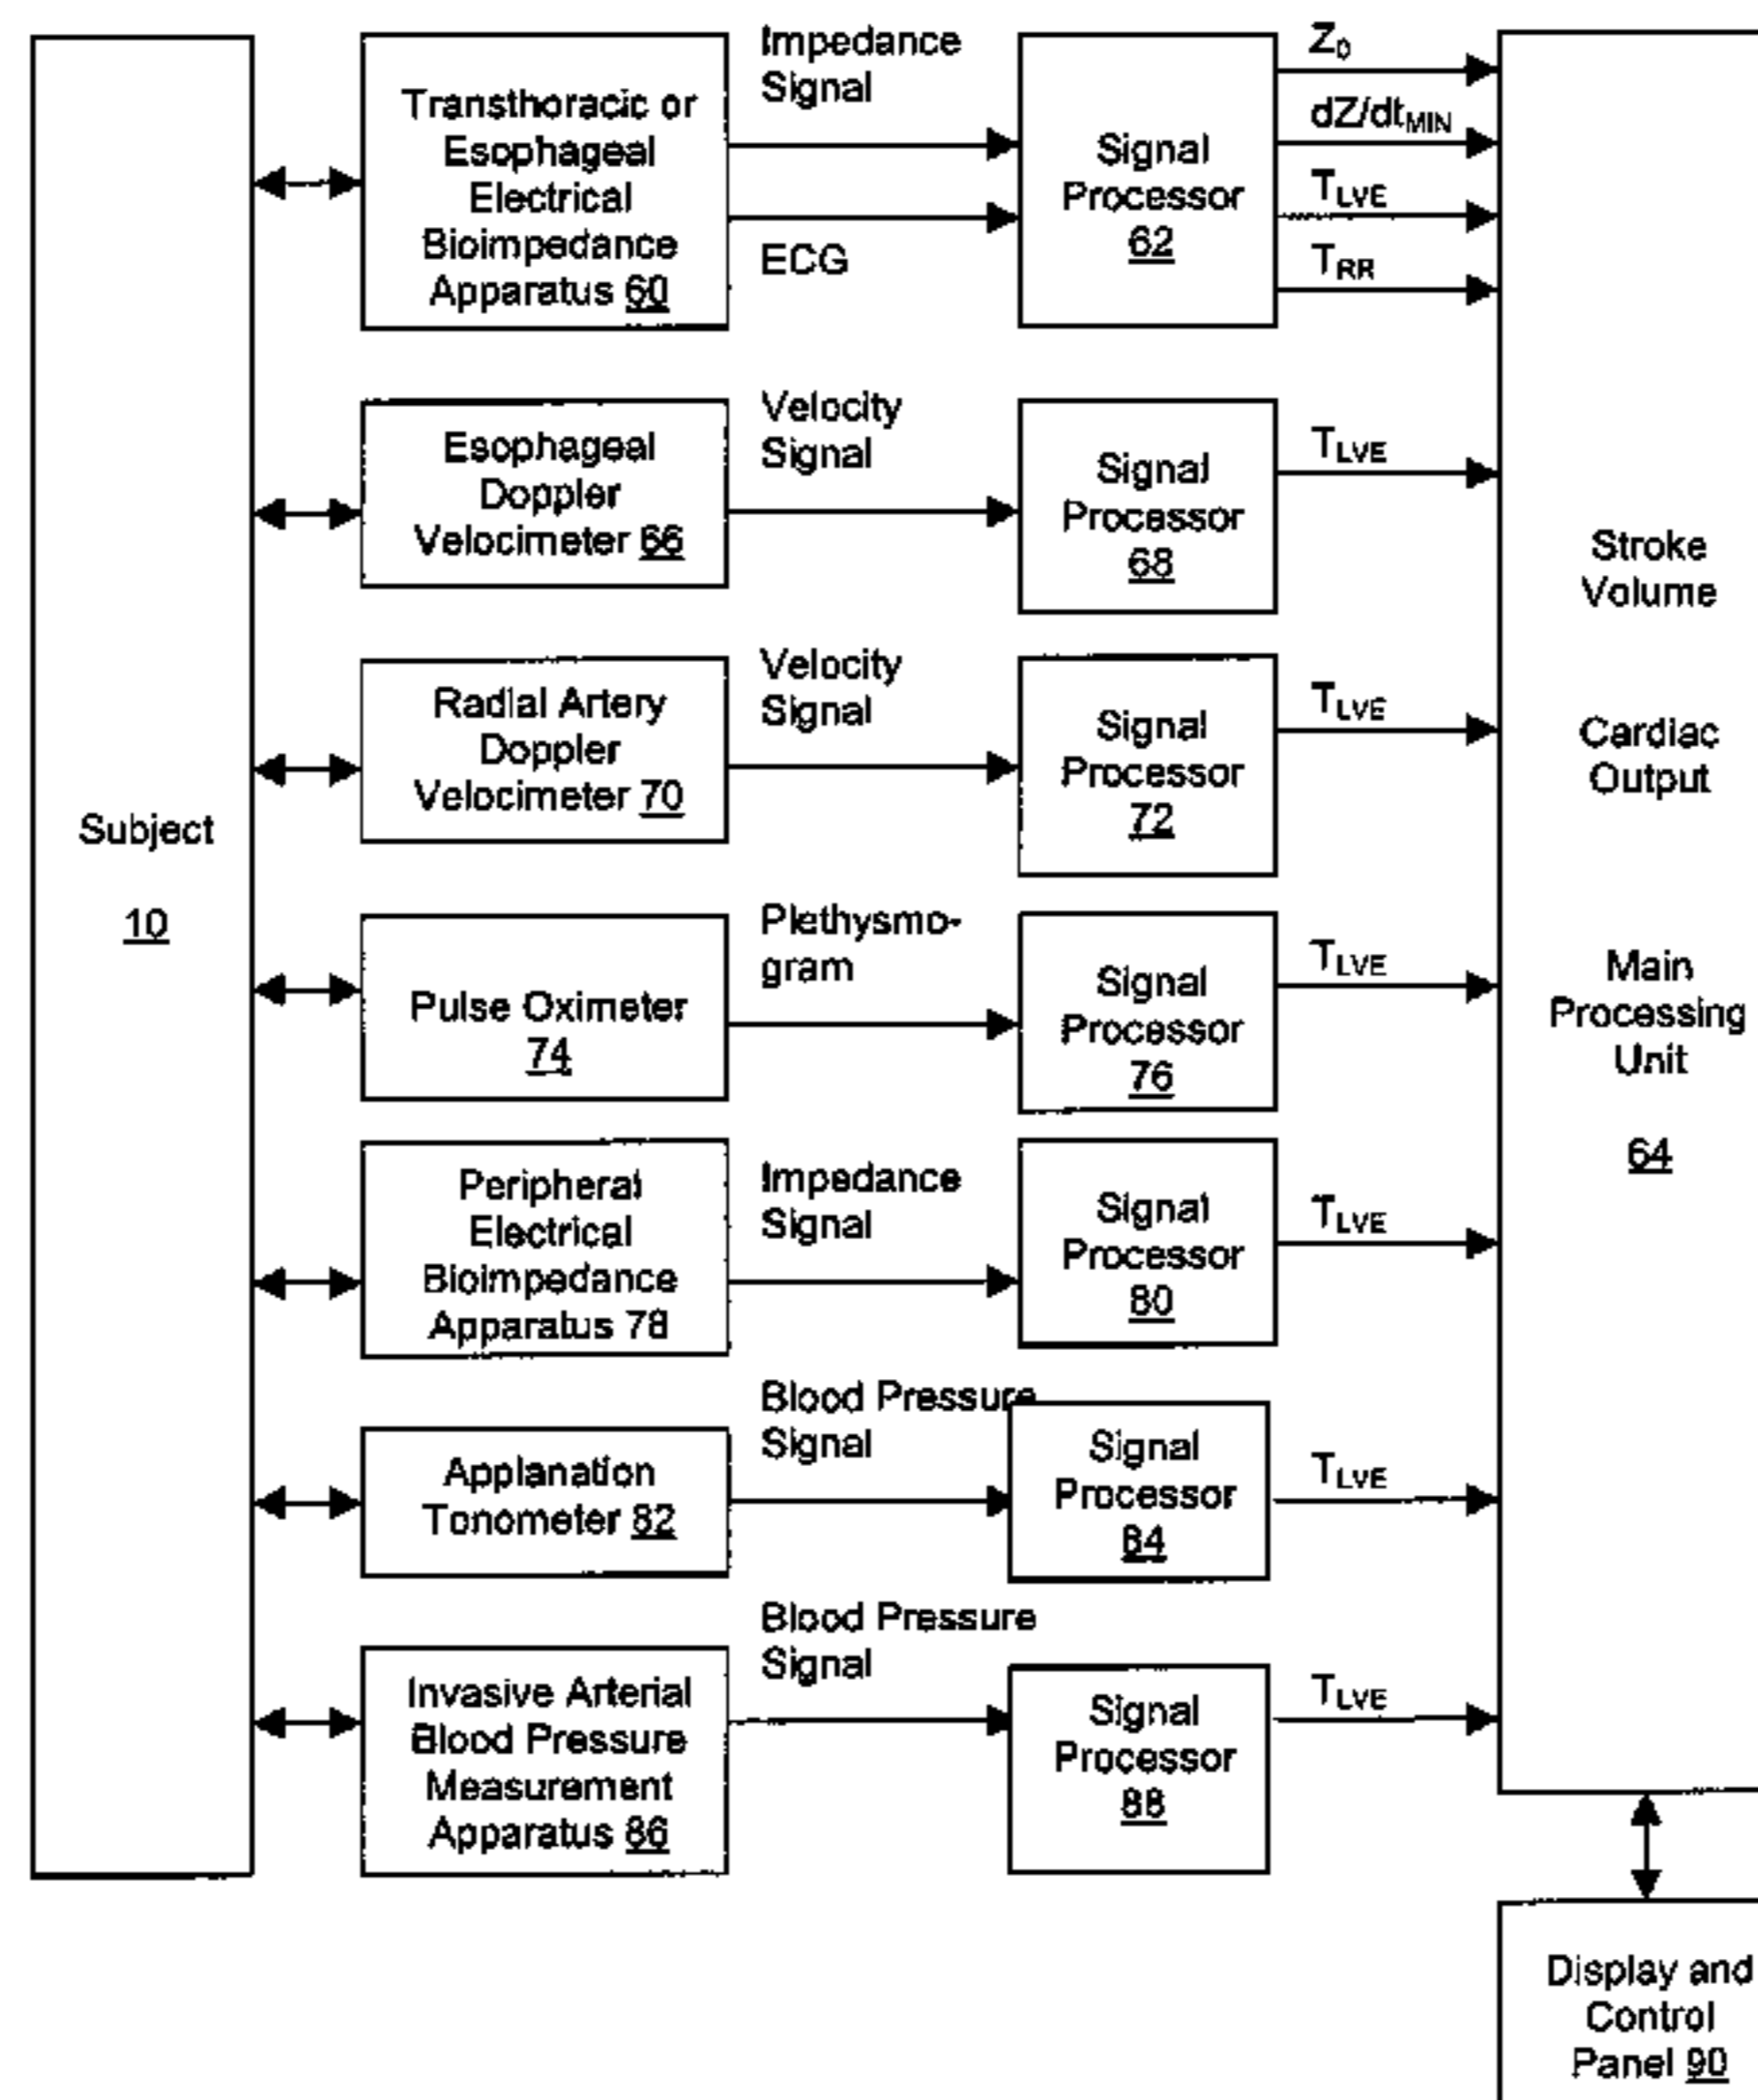 Subject
10
Transthoracic or
Esophageal
Electrical
Bioimpedance
Apparatus 60
Impedance
Signal
ECG
Signal
Processor
62
Z0
dZ/dtMIN
TLVE
TRR
Esophageal
Doppler
Velocimeter 66
Velocity
Signal
Signal
Processor
68
TLVE
Radial Artery
Doppler
Velocimeter 70
Velocity
Signal
Signal
Processor
72
TLVE
Pulse Oximeter
74
Plethysmo-
gram
Signal
Processor
76
TLVE
Peripheral
Electrical
Bioimpedance
Apparatus 78
Impedance
Signal
Signal
Processor
80
TLVE
Applanation
Tonometer 82
Blood Pressure
Signal
Signal
Processor
84
TLVE
Invasive Arterial
Blood Pressure
Measurement
Apparatus 86
Blood Pressure
Signal
Signal
Processor
88
TLVE
Stroke
Volume
Cardiac
Output
Main
Processing
Unit
64
Display and
Control
Panel 90